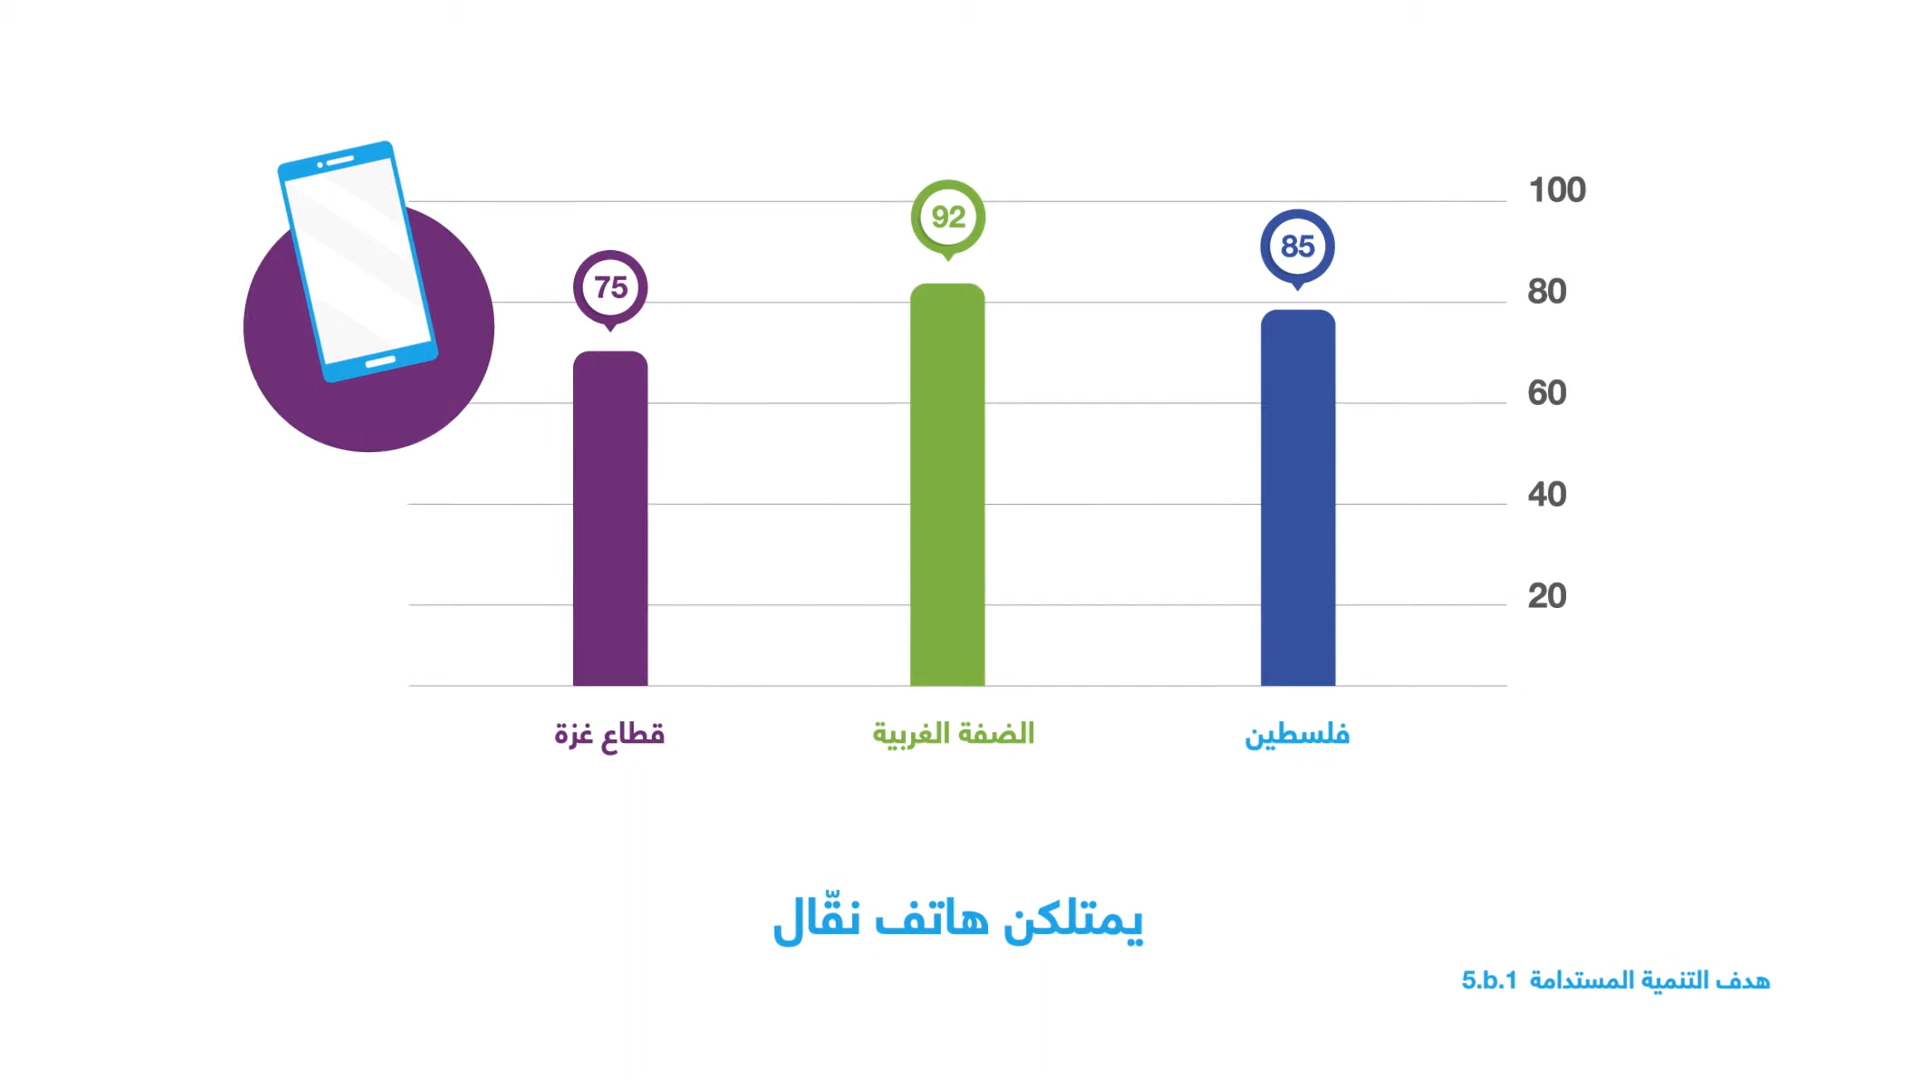 100
92
85
80
75
60
40
20
فلسطين
الضفة الغربية
قطاع غزة
يمتلكن هاتف نقّال
هدف التنمية المستدامة 5.b.1